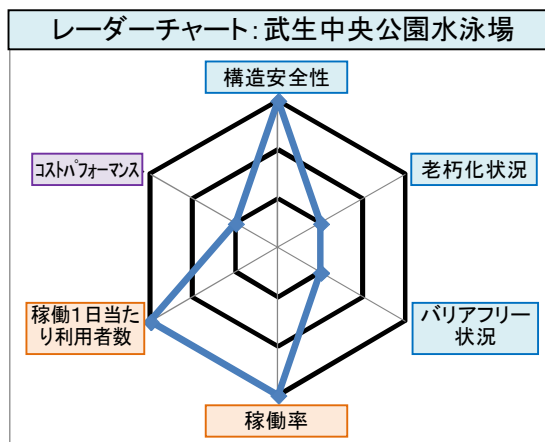 レーダーチャート：武生中央公園水泳場
構造安全性
コストパフォーマンス
老朽化状況
稼働１日当た
り利用者数
バリアフリー
状況
稼働率